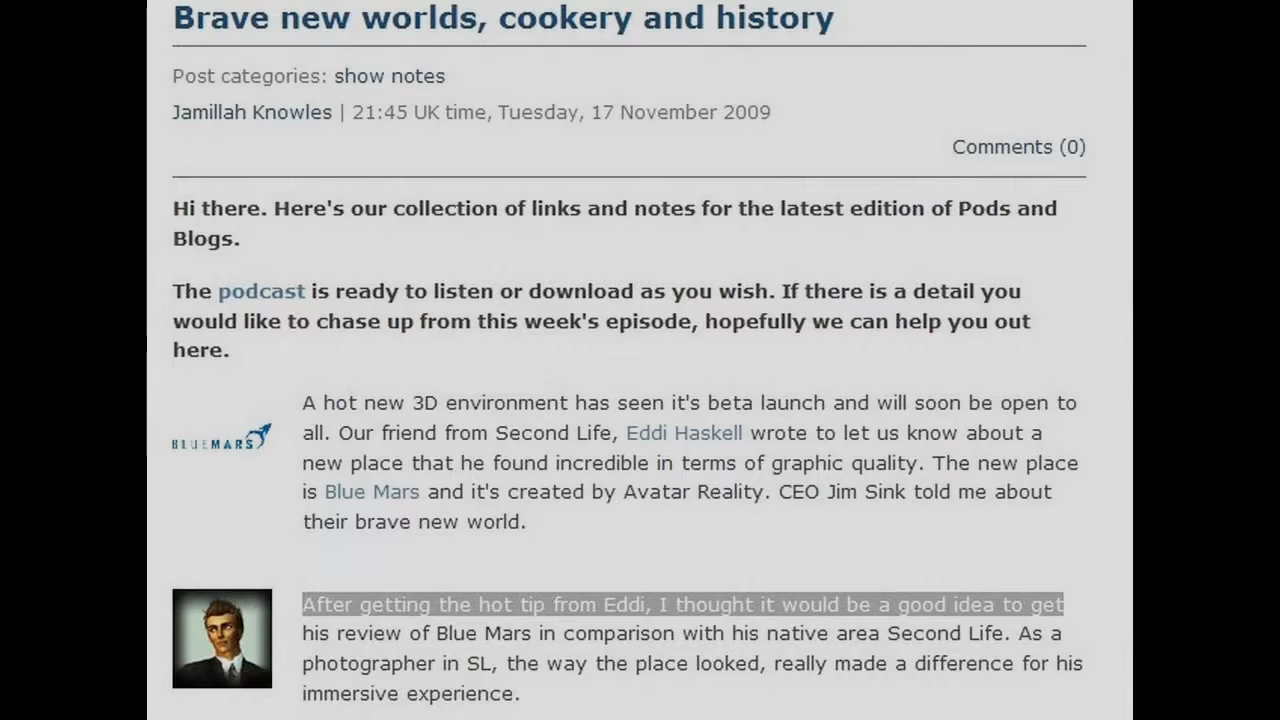 Brave new worlds, cookery and history
Post categories: show notes
Jamillah Knowles | 21:45 UK time, Tuesday, 17 November 2009
Comments (0)
Hi there. Here's our collection of links and notes for the latest edition of Pods and
Blogs.
The podcast is ready to listen or download as you wish. If there is a detail you
would like to chase up from this week's episode, hopefully we can help you out
here.
BLUEMARS
A hot new 3D environment has seen it's beta launch and will soon be open to
all. Our friend from Second Life, Eddi Haskell wrote to let us know about a
new place that he found incredible in terms of graphic quality. The new place
is Blue Mars and it's created by Avatar Reality. CEO Jim Sink told me about
their brave new world.
After getting the hot tip from Eddi, I thought it would be a good idea to get
his review of Blue Mars in comparison with his native area Second Life. As a
photographer in SL, the way the place looked, really made a difference for his
immersive experience.